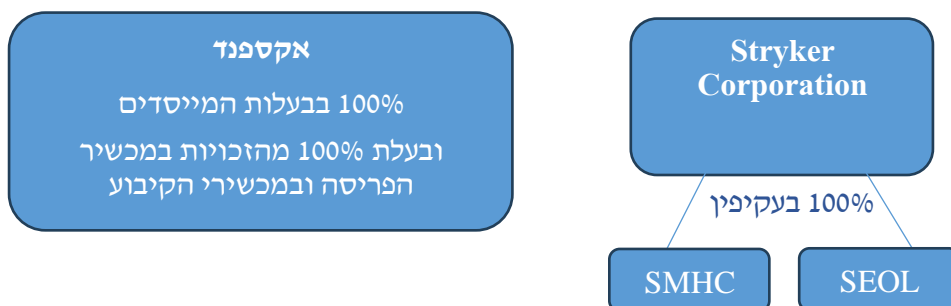 אקספנד
100% בבעלות המייסדים
ובעלת 100% מהזכויות במכשיר
הפריסה ובמכשירי הקיבוע
Stryker
Corporation
100% בעקיפין
SMHC
SEOL